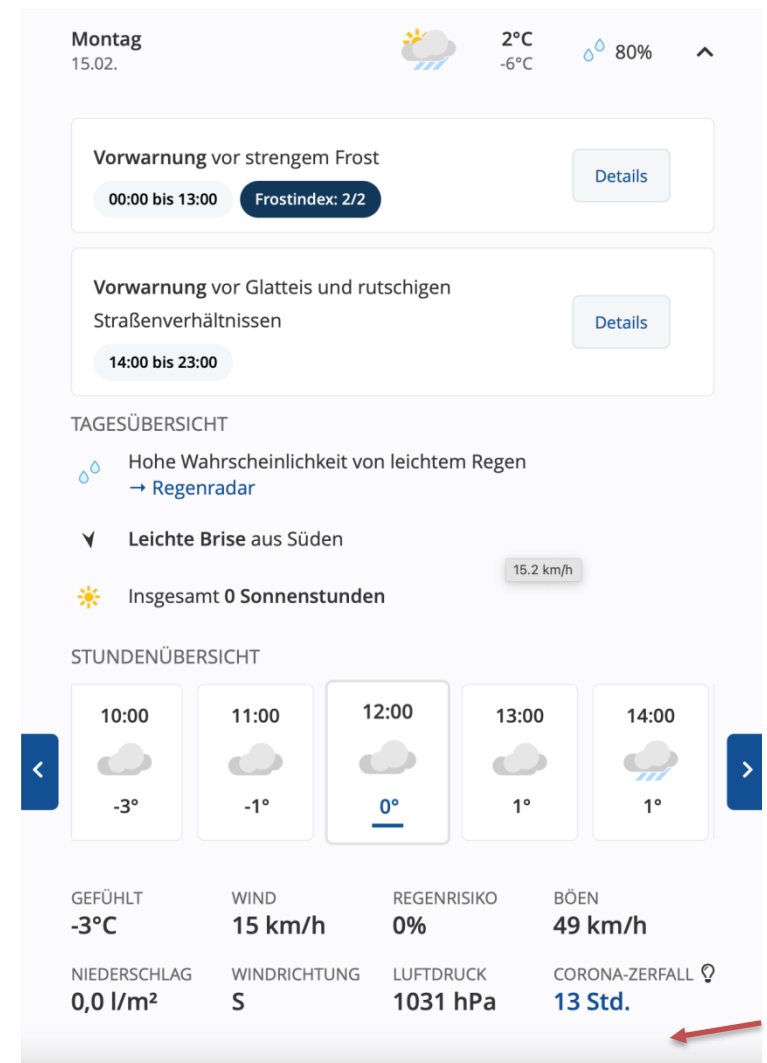 Montag
15.02.
2°C
-6°C
80%
Vorwarnung vor strengem Frost
00:00 bis 13:00 Frostindex: 2/2
Details
Vorwarnung vor Glatteis und rutschigen
Straßenverhältnissen
14:00 bis 23:00
Details
TAGESÜBERSICHT
Hohe Wahrscheinlichkeit von leichtem Regen
→ Regenradar
Leichte Brise aus Süden
15.2 km/h
Insgesamt 0 Sonnenstunden
STUNDENÜBERSICHT
10:00 11:00 12:00 13:00 14:00
-3° -1° 0° 1° 1°
GEFÜHLT WIND REGENRISIKO BÖEN
-3°C 15 km/h 0% 49 km/h
NIEDERSCHLAG WINDRICHTUNG LUFTDRUCK CORONA-ZERFALL
0,0 l/m² S 1031 hPa 13 Std.